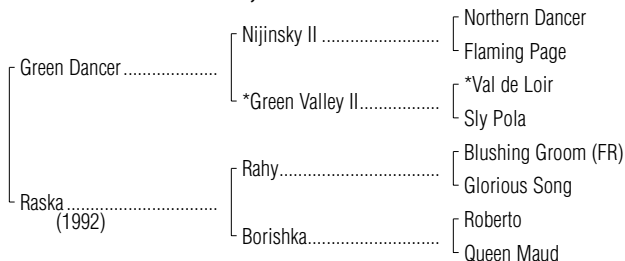 Northern Dancer
Nijinsky II ........................
Flaming Page
Green Dancer...................
*Val de Loir
*Green Valley II................
Sly Pola
Blushing Groom (FR)
Rahy................................
Glorious Song
Raska ..............................
(1992)
Roberto
Borishka..........................
Queen Maud